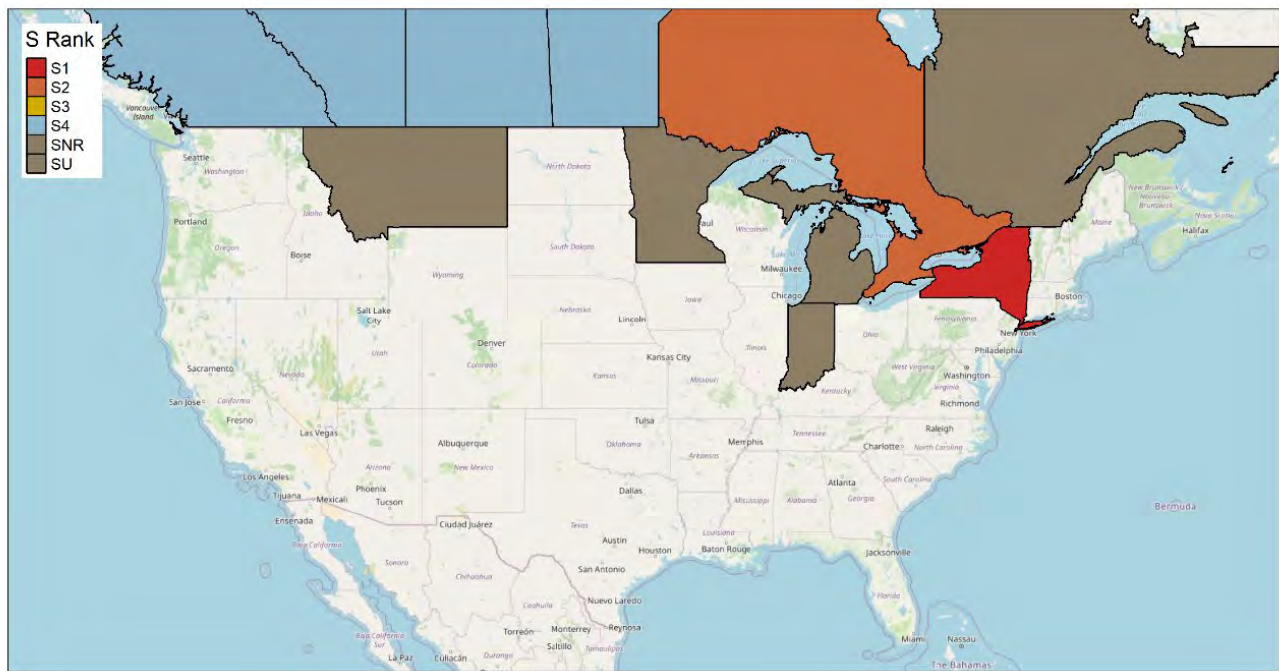 S Rank
S1
S2
S3
S4
SNR
SU
Vancouver
Island
Seattle
Washington
Portland
Oregon
Idaho
Boise
North Dakota
South Dakota
Wyoming
Paul
Wisconsin
Milwaukee
Chicago
Maine
New Brunswick
Nova Scotia
Halifax
Boston
New York
Pennsylvania
Philadelphia
Ohio
Iowa
Nebraska
Lincoln
Salt Lake
City
Utah
Nevada
Denver
Colorado
Kansas
Kansas City
Missouri
Illinois
West Virginia
Washington
Virginia
Kentucky
Richmond
Sacramento
San Jose
California
Fresno
Las Vegas
Tulsa
Oklahoma
Memphis
Tennessee
Raleigh
North Carolina
Charlotte
South Carolina
Albuquerque
New Mexico
Arkansas
Los Angeles
Arizona
Phoenix
Tucson
Tijuana
Mexicali
Ensenada
Atlanta
Georgia
Alabama
Mississippi
Dallas
Texas
Louisiana
Bermuda
Ciudad Juárez
Baja California
Sonora
Chihuahua
Austin
Houston
Baton Rouge
Jacksonville
San Antonio
Florida
Coahuila
Nuevo Laredo
Monterrey
Reynosa
Torreón
Saltillo
Baja California
Sur
La Paz
Culiacán
Durango
Tamaulipas
Miami
Nassau
The Bahamas